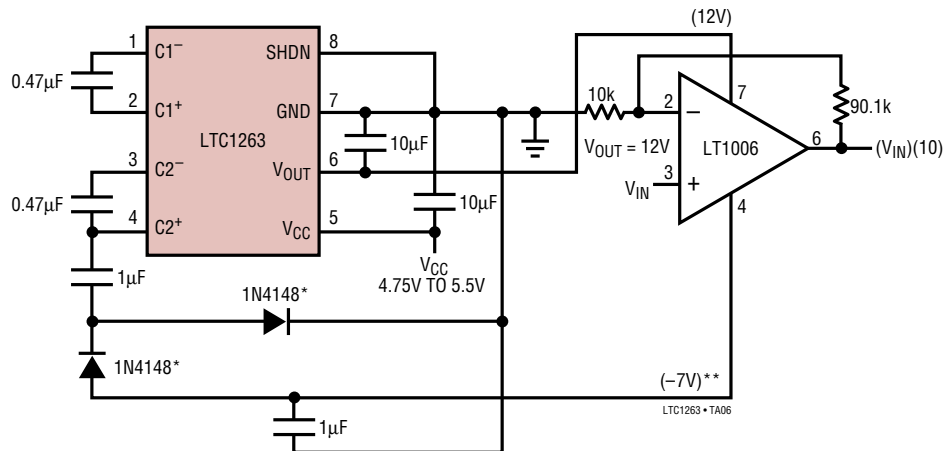 (12V)
1
C1⁻
SHDN
8
0.47µF
10k
2
C1⁺
GND
7
2
–
7
90.1k
LTC1263
10µF
V_OUT = 12V
LT1006
6
(V_IN)(10)
3
C2⁻
V_OUT
6
V_IN
3
+
4
0.47µF
10µF
4
C2⁺
V_CC
5
V_CC
4.75V TO 5.5V
1µF
1N4148*
1N4148*
(–7V)**
LTC1263 • TA06
1µF